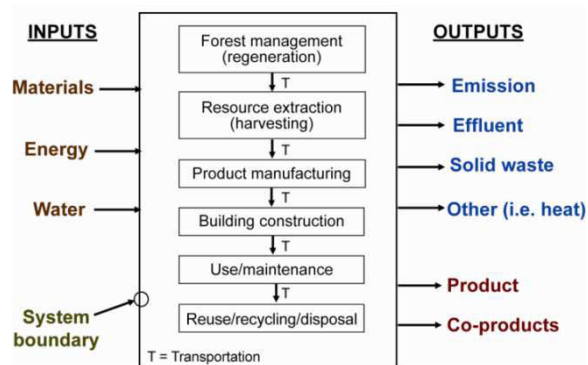 INPUTS
Materials
Energy
Water
System
boundary
Forest management
(regeneration)
T
Resource extraction
(harvesting)
T
Product manufacturing
T
Building construction
T
Use/maintenance
T
Reuse/recycling/disposal
T = Transportation
OUTPUTS
Emission
Effluent
Solid waste
Other (i.e. heat)
Product
Co-products